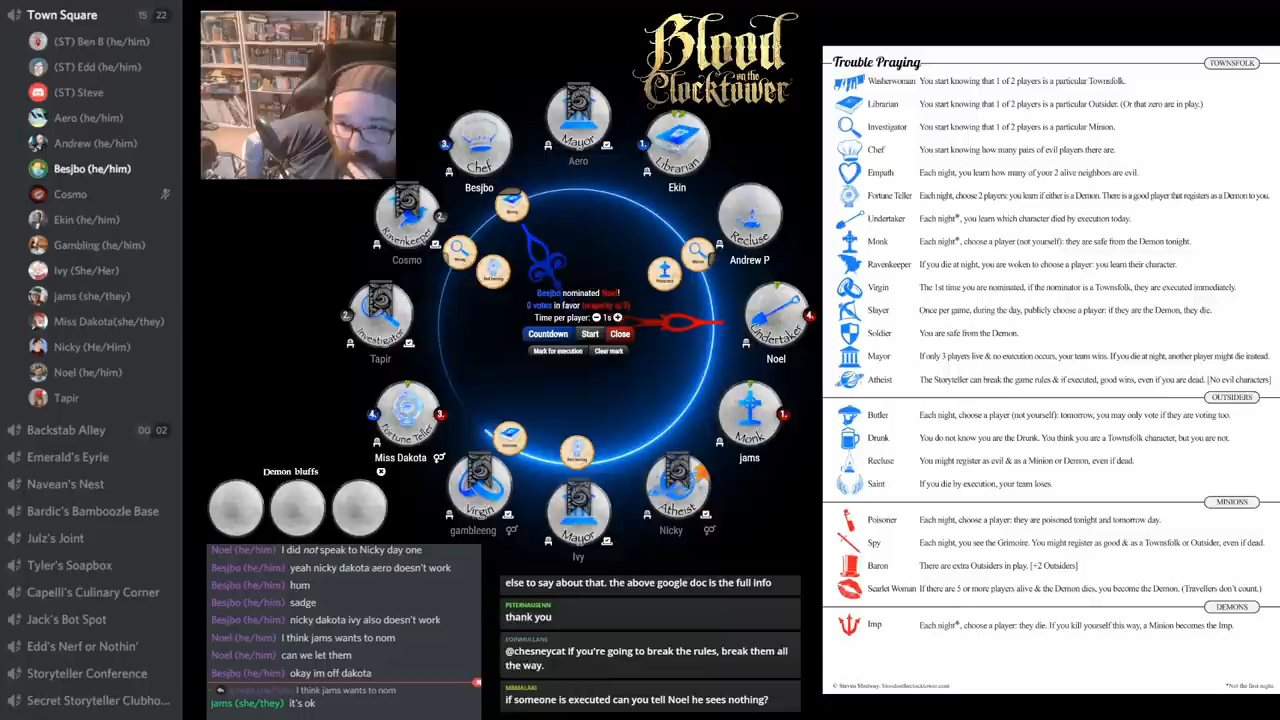 Town Square 15 22
(ST) Ben B (he/him)
(ST) Edd (he/him)
(ST) Steve
Aero (he/him)
Andrew (he/him)
Besjbo (he/him)
Cosmo
Ekin (he/him)
Gambling (he/him)
Ivy (She/Her)
jams (she/they)
Miss Dakota(she/they)
Nicky (he/him)
Noel (he/him)
Tapir
Backstab Alley 00 02
Emerald's Eyrie
Navean's Nest
Bardic's Bamboozle Base
Julz's Joint
Tyler's Soapbox
Capelli's Culinary Corner
Jack's Bot Spot
Edd's Nerf or Nothin'
Storyteller Conference
Secret Storyteller Clubho...
Blood
on the
Clocktower
Mayor
Aero
Chef
Besjbo
3.
Librarian
Ekin
1.
Ravenkeeper
Cosmo
2.
Recluse
Andrew P
Investigator
Tapir
2.
Undertaker
Noel
4.
Fortune Teller
Miss Dakota
4.
3.
Monk
jams
1.
Virgin
gambleeng
Mayor
Ivy
Atheist
Nicky
Besjbo nominated Noel!
0 votes in favor (majority is 3)
Time per player: 1s
Countdown Start Close
Mark for execution Clear mark
Demon bluffs
Noel (he/him) I did not speak to Nicky day one
Besjbo (he/him) yeah nicky dakota aero doesn't work
Besjbo (he/him) hum
Besjbo (he/him) sadge
Besjbo (he/him) nicky dakota ivy also doesn't work
Noel (he/him) I think jams wants to nom
Noel (he/him) can we let them
Besjbo (he/him) okay im off dakota
I think jams wants to nom
jams (she/they) it's ok
else to say about that. the above google doc is the full info
PETERHAUSENN
thank you
EOINMULLANE
@chesneycat if you're going to break the rules, break them all
the way.
MBMALAKI
if someone is executed can you tell Noel he sees nothing?
Trouble Praying
TOWNSFOLK
Washerwoman You start knowing that 1 of 2 players is a particular Townsfolk.
Librarian You start knowing that 1 of 2 players is a particular Outsider. (Or that zero are in play.)
Investigator You start knowing that 1 of 2 players is a particular Minion.
Chef You start knowing how many pairs of evil players there are.
Empath Each night, you learn how many of your 2 alive neighbors are evil.
Fortune Teller Each night, choose 2 players: you learn if either is a Demon. There is a good player that registers as a Demon to you.
Undertaker Each night*, you learn which character died by execution today.
Monk Each night*, choose a player (not yourself): they are safe from the Demon tonight.
Ravenkeeper If you die at night, you are woken to choose a player: you learn their character.
Virgin The 1st time you are nominated, if the nominator is a Townsfolk, they are executed immediately.
Slayer Once per game, during the day, publicly choose a player: if they are the Demon, they die.
Soldier You are safe from the Demon.
Mayor If only 3 players live & no execution occurs, your team wins. If you die at night, another player might die instead.
Atheist The Storyteller can break the game rules & if executed, good wins, even if you are dead. [No evil characters]
OUTSIDERS
Butler Each night, choose a player (not yourself): tomorrow, you may only vote if they are voting too.
Drunk You do not know you are the Drunk. You think you are a Townsfolk character, but you are not.
Recluse You might register as evil & as a Minion or Demon, even if dead.
Saint If you die by execution, your team loses.
MINIONS
Poisoner Each night, choose a player: they are poisoned tonight and tomorrow day.
Spy Each night, you see the Grimoire. You might register as good & as a Townsfolk or Outsider, even if dead.
Baron There are extra Outsiders in play. [+2 Outsiders]
Scarlet Woman If there are 5 or more players alive & the Demon dies, you become the Demon. (Travellers don't count.)
DEMONS
Imp Each night*, choose a player: they die. If you kill yourself this way, a Minion becomes the Imp.
© Steven Medway, bloodontheclocktower.com
*Not the first night.